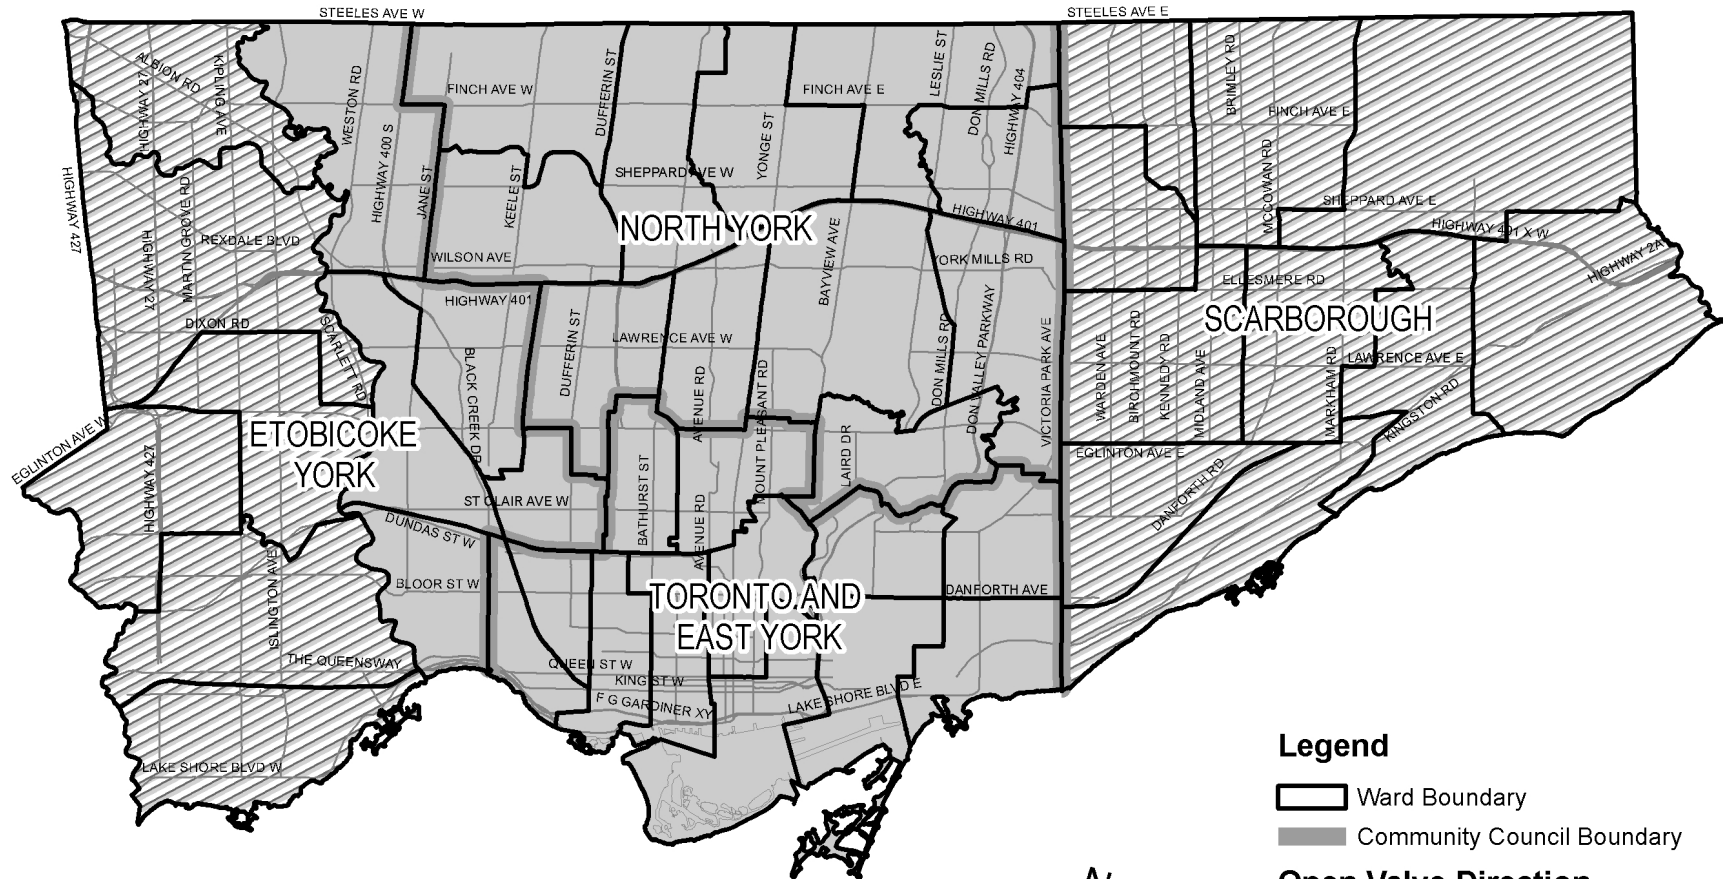 STEELES AVE W
STEELES AVE E
ALBION RD
HIGHWAY 27
KIPLING AVE
WESTON RD
HIGHWAY 400 S
FINCH AVE W
DUFFERIN ST
FINCH AVE E
LESLIE ST
DON MILLS RD
HIGHWAY 404
BRIMLEY RD
FINCH AVE E
HIGHWAY 427
MARTIN GROVE RD
JANE ST
KEELE ST
SHEPPARD AVE W
YONGE ST
MCCOWAN RD
SHEPPARD AVE E
HIGHWAY 401
HIGHWAY 401 X W
HIGHWAY 2A
HIGHWAY 27
REXDALE BLVD
NORTH YORK
WILSON AVE
BAYVIEW AVE
YORK MILLS RD
ELLESMERE RD
HIGHWAY 401
DIXON RD
SCARLETT RD
DUFFERIN ST
LAWRENCE AVE W
SCARBOROUGH
BLACK CREEK DR
AVENUE RD
MOUNT PLEASANT RD
DON MILLS RD
DON VALLEY PARKWAY
VICTORIA PARK AVE
WARDEN AVE
BIRCHMOUNT RD
KENNEDY RD
MIDLAND AVE
MARKHAM RD
LAWRENCE AVE E
KINGSTON RD
EGLINTON AVE W
ETOBICOKE
YORK
HIGHWAY 427
LAIRD DR
EGLINTON AVE E
ST CLAIR AVE W
BATHURST ST
AVENUE RD
DANFORTH RD
DUNDAS ST W
ISLINGTON AVE
BLOOR ST W
TORONTO AND
EAST YORK
DANFORTH AVE
THE QUEENSWAY
QUEEN ST W
KING ST W
F G GARDINER XY
LAKE SHORE BLVD E
LAKE SHORE BLVD W
Legend
Ward Boundary
Community Council Boundary
Open Valve Direction